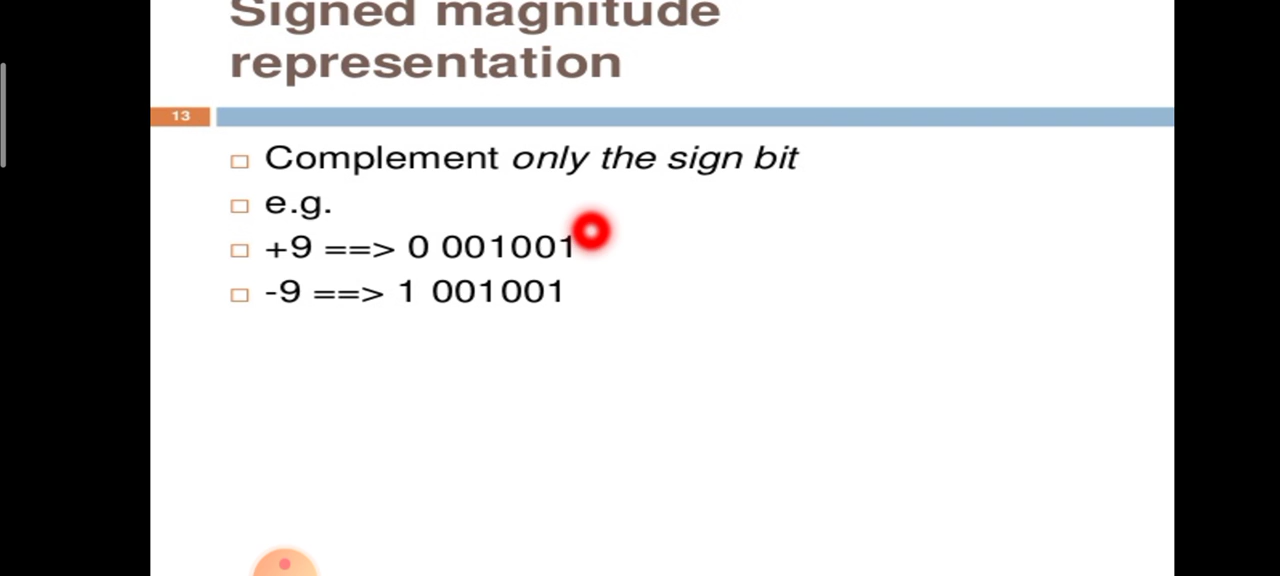 Signed magnitude
representation
13
Complement only the sign bit
e.g.
+9 ==> 0 001001
-9 ==> 1 001001